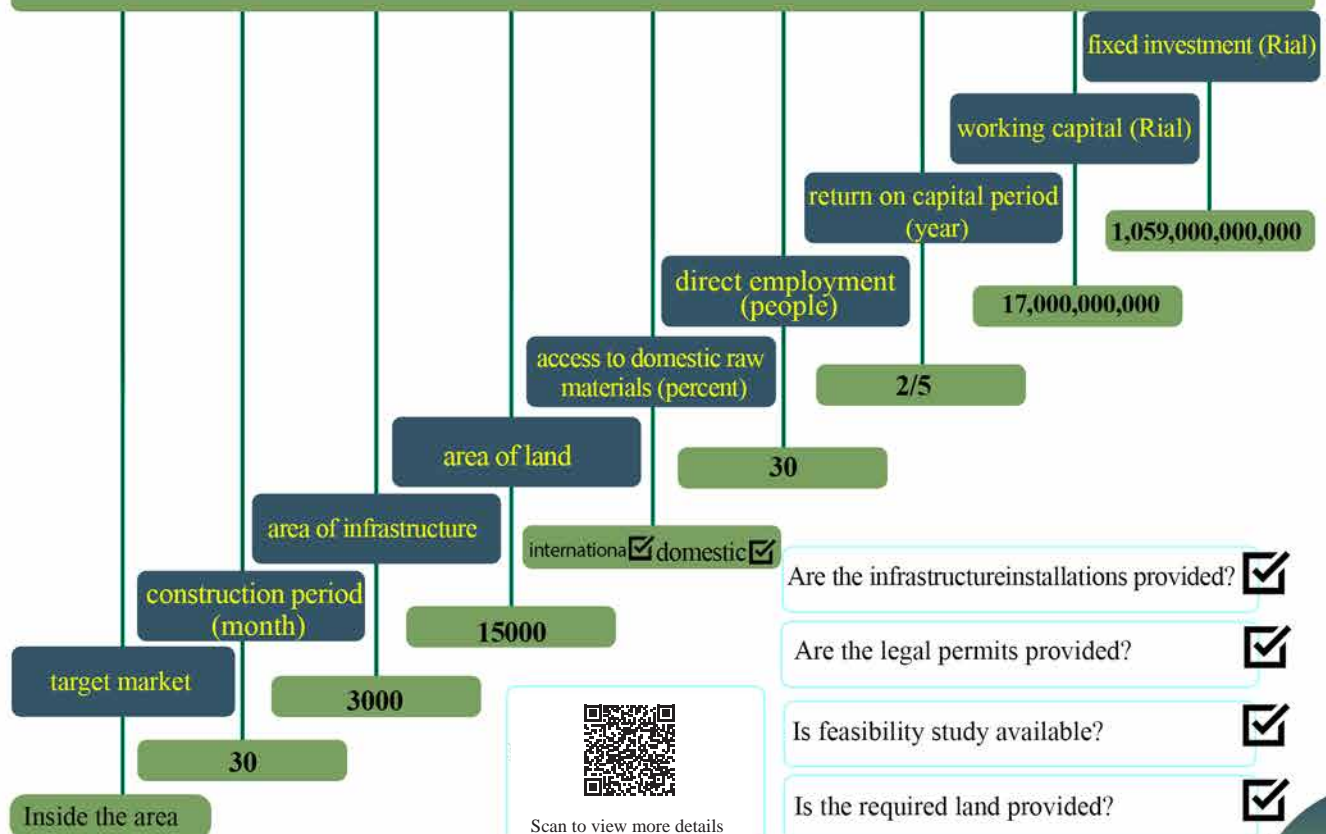 fixed investment (Rial)
1,059,000,000,000
working capital (Rial)
17,000,000,000
return on capital period
(year)
2/5
direct employment
(people)
30
access to domestic raw
materials (percent)
internationa domestic
area of land
15000
area of infrastructure
3000
construction period
(month)
30
target market
Inside the area
Scan to view more details
Are the infrastructureinstallations provided?
Are the legal permits provided?
Is feasibility study available?
Is the required land provided?